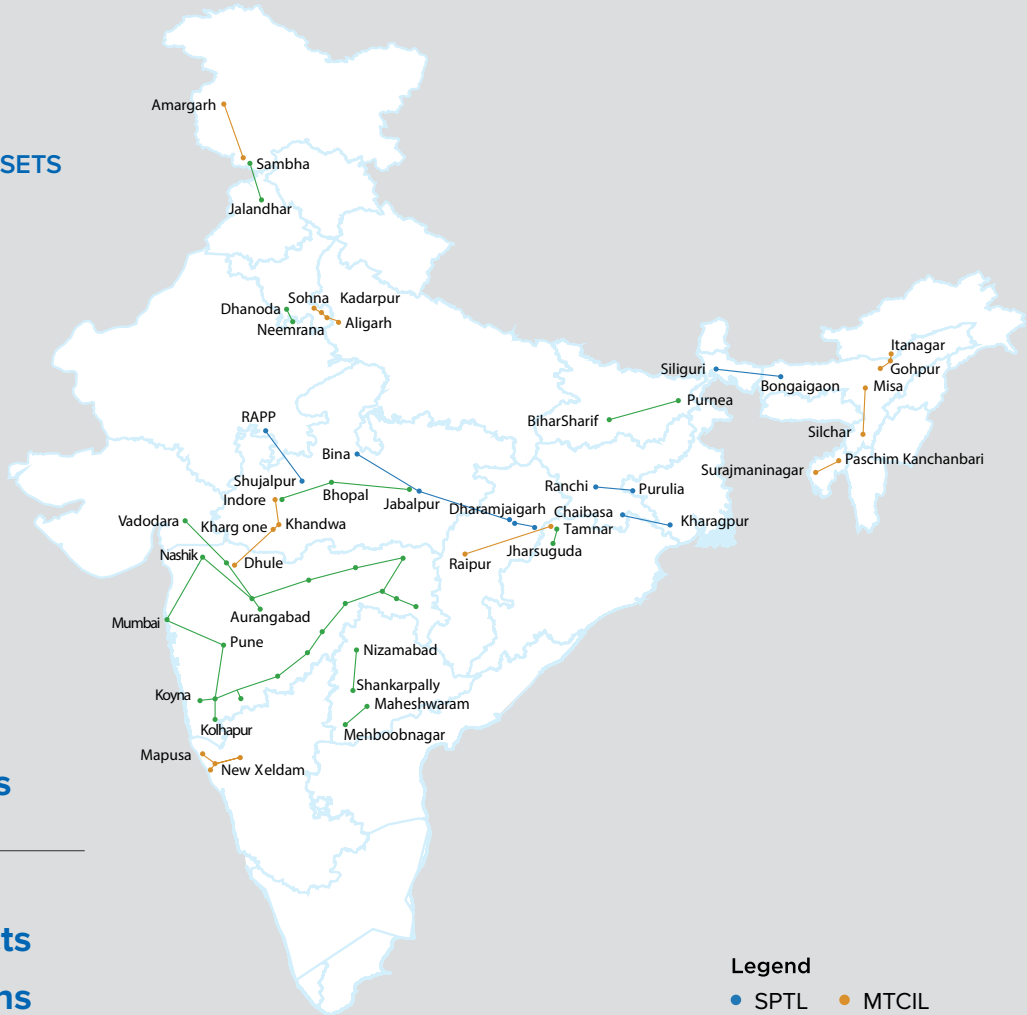 Amargarh
SETS
Sambha
Jalandhar
Sohna
Kadarpur
Dhanoda
Neemrana
Aligarh
Itanagar
Siliguri
Gohpur
Bongaigaon
Misa
Purnea
RAPP
BiharSharif
Silchar
Bina
Paschim Kanchanbari
Surajmaninagar
Shujalpur
Ranchi
Purulia
Indore
Bhopal
Jabalpur
Dharamjaigarh
Chaibasa
Vadodara
Kharg one
Khandwa
Kharagpur
Tamnar
Nashik
Dhule
Raipur
Jharsuguda
Aurangabad
Mumbai
Pune
Nizamabad
Shankarpally
Koyna
Maheshwaram
Kolhapur
Mehboobnagar
Mapusa
New Xeldam
s
ts
ns
Legend
SPTL
MTCIL